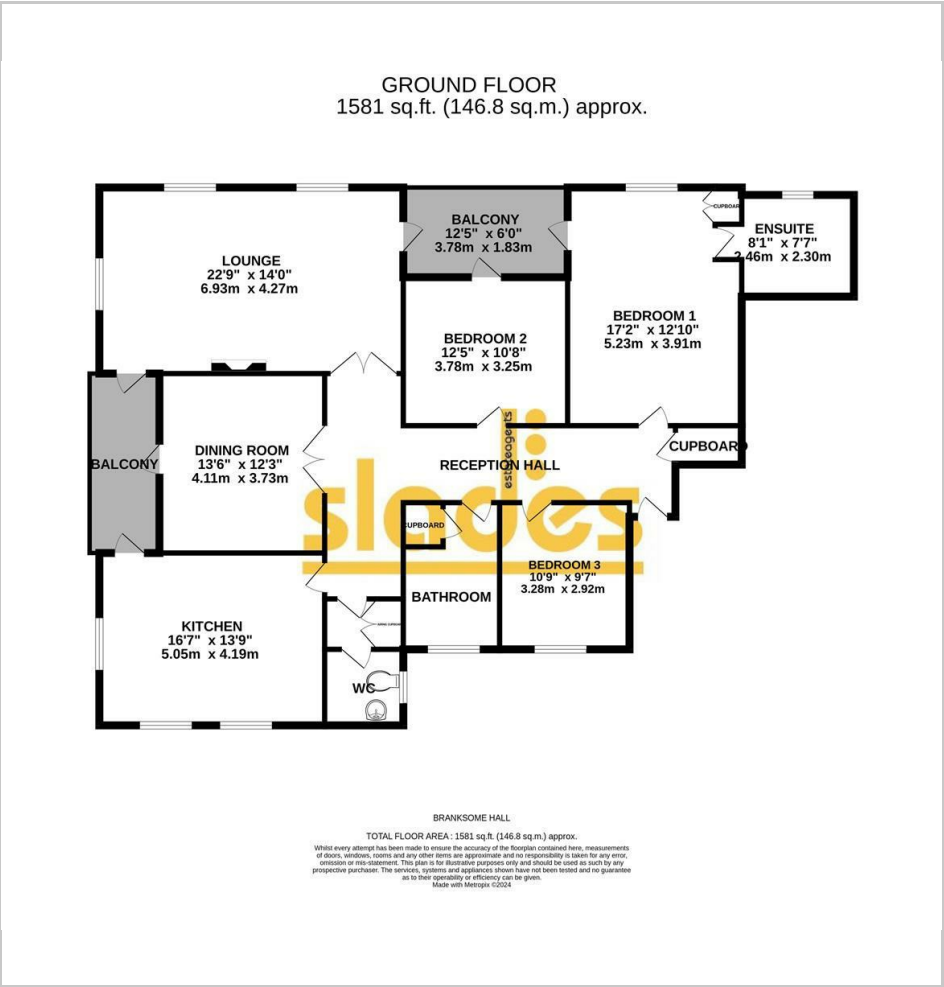 GROUND FLOOR
1581 sq.ft. (146.8 sq.m.) approx.
BALCONY
12'5" x 6'0"
3.78m x 1.83m
CUPBOARD
ENSUITE
8'1" x 7'7"
2.46m x 2.30m
LOUNGE
22'9" x 14'0"
6.93m x 4.27m
BEDROOM 1
17'2" x 12'10"
5.23m x 3.91m
BEDROOM 2
12'5" x 10'8"
3.78m x 3.25m
estate agents
CUPBOARD
DINING ROOM
13'6" x 12'3"
4.11m x 3.73m
BALCONY
RECEPTION HALL
slades
CUPBOARD
BEDROOM 3
10'9" x 9'7"
3.28m x 2.92m
BATHROOM
KITCHEN
16'7" x 13'9"
5.05m x 4.19m
WC
BRANKSOME HALL
TOTAL FLOOR AREA : 1581 sq.ft. (146.8 sq.m.) approx.
Whilst every attempt has been made to ensure the accuracy of the floorplan contained here, measurements
of doors, windows, rooms and any other items are approximate and no responsibility is taken for any error,
omission or mis-statement. This plan is for illustrative purposes only and should be used as such by any
prospective purchaser. The services, systems and appliances shown have not been tested and no guarantee
as to their operability or efficiency can be given.
Made with Metropix ©2024